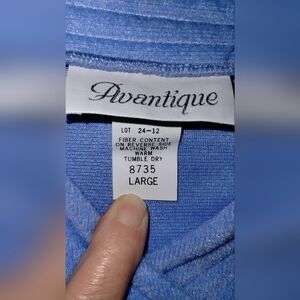 Avantique
LOT 24-12
FIBER CONTENT
ON REVERSE SIDE
MACHINE WASH
WARM
TUMBLE DRY
8735
LARGE